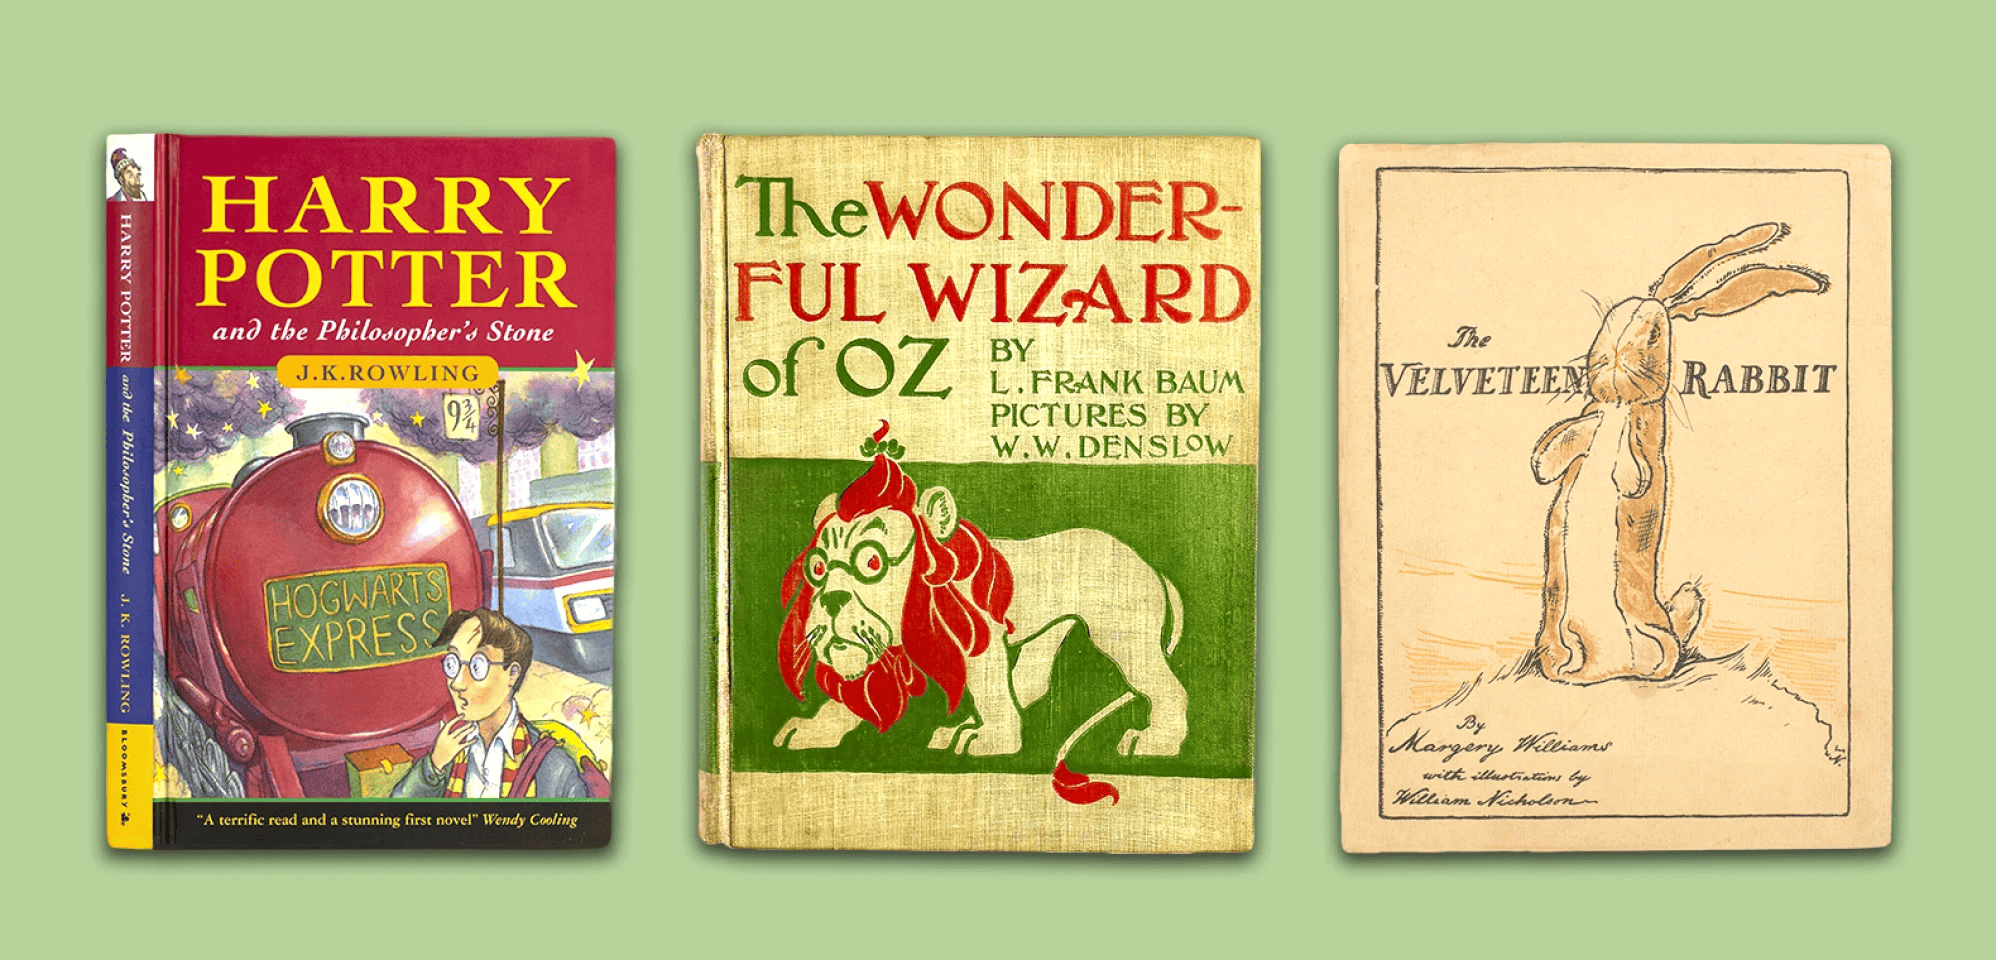 HARRY POTTER and the Philosopher's Stone J. K. ROWLING
BLOOMSBURY
HARRY
POTTER
and the Philosopher's Stone
J.K.ROWLING
9¾
HOGWARTS
EXPRESS
"A terrific read and a stunning first novel" Wendy Cooling
The WONDER-
FUL WIZARD
of OZ
BY
L. FRANK BAUM
PICTURES BY
W.W. DENSLOW
The
VELVETEEN RABBIT
By
Margery Williams
with illustrations by
William Nicholson